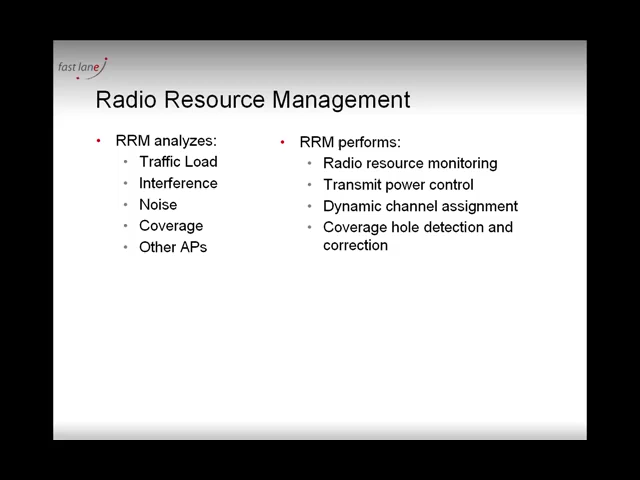 fast lane
Radio Resource Management
• RRM analyzes:
• Traffic Load
• Interference
• Noise
• Coverage
• Other APs
• RRM performs:
• Radio resource monitoring
• Transmit power control
• Dynamic channel assignment
• Coverage hole detection and
correction